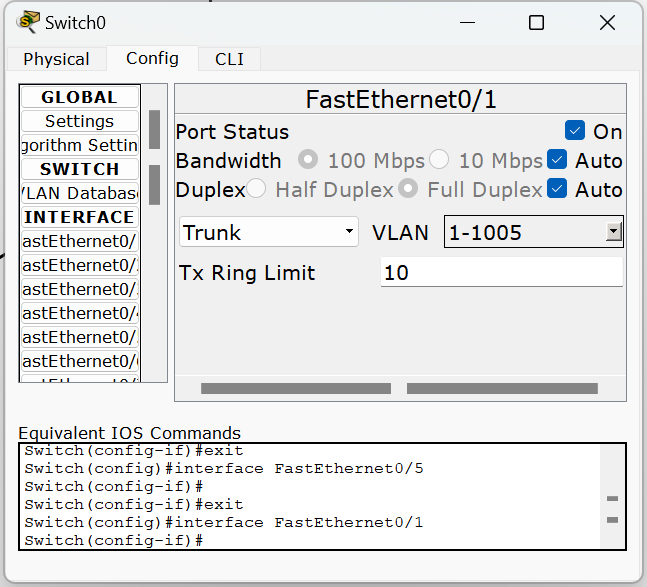 Switch0
Physical Config CLI
GLOBAL
Settings
gorithm Settin
SWITCH
VLAN Databas
INTERFACE
astEthernet0/
astEthernet0/
astEthernet0/
astEthernet0/4
astEthernet0/
astEthernet0/
FastEthernet0/1
Port Status On
Bandwidth 100 Mbps 10 Mbps Auto
Duplex Half Duplex Full Duplex Auto
Trunk VLAN 1-1005
Tx Ring Limit 10
Equivalent IOS Commands
Switch(config-if)#exit
Switch(config)#interface FastEthernet0/5
Switch(config-if)#
Switch(config-if)#exit
Switch(config)#interface FastEthernet0/1
Switch(config-if)#